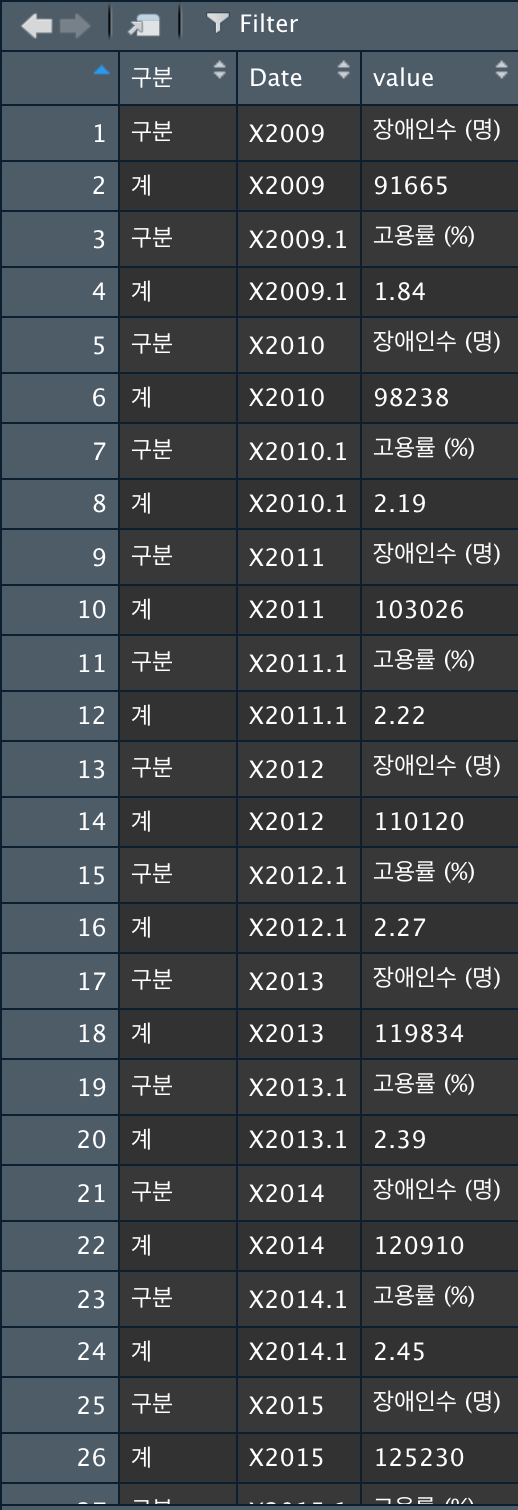 Filter
구분 Date value
1 구분 X2009 장애인수 (명)
2 계 X2009 91665
3 구분 X2009.1 고용률 (%)
4 계 X2009.1 1.84
5 구분 X2010 장애인수 (명)
6 계 X2010 98238
7 구분 X2010.1 고용률 (%)
8 계 X2010.1 2.19
9 구분 X2011 장애인수 (명)
10 계 X2011 103026
11 구분 X2011.1 고용률 (%)
12 계 X2011.1 2.22
13 구분 X2012 장애인수 (명)
14 계 X2012 110120
15 구분 X2012.1 고용률 (%)
16 계 X2012.1 2.27
17 구분 X2013 장애인수 (명)
18 계 X2013 119834
19 구분 X2013.1 고용률 (%)
20 계 X2013.1 2.39
21 구분 X2014 장애인수 (명)
22 계 X2014 120910
23 구분 X2014.1 고용률 (%)
24 계 X2014.1 2.45
25 구분 X2015 장애인수 (명)
26 계 X2015 125230